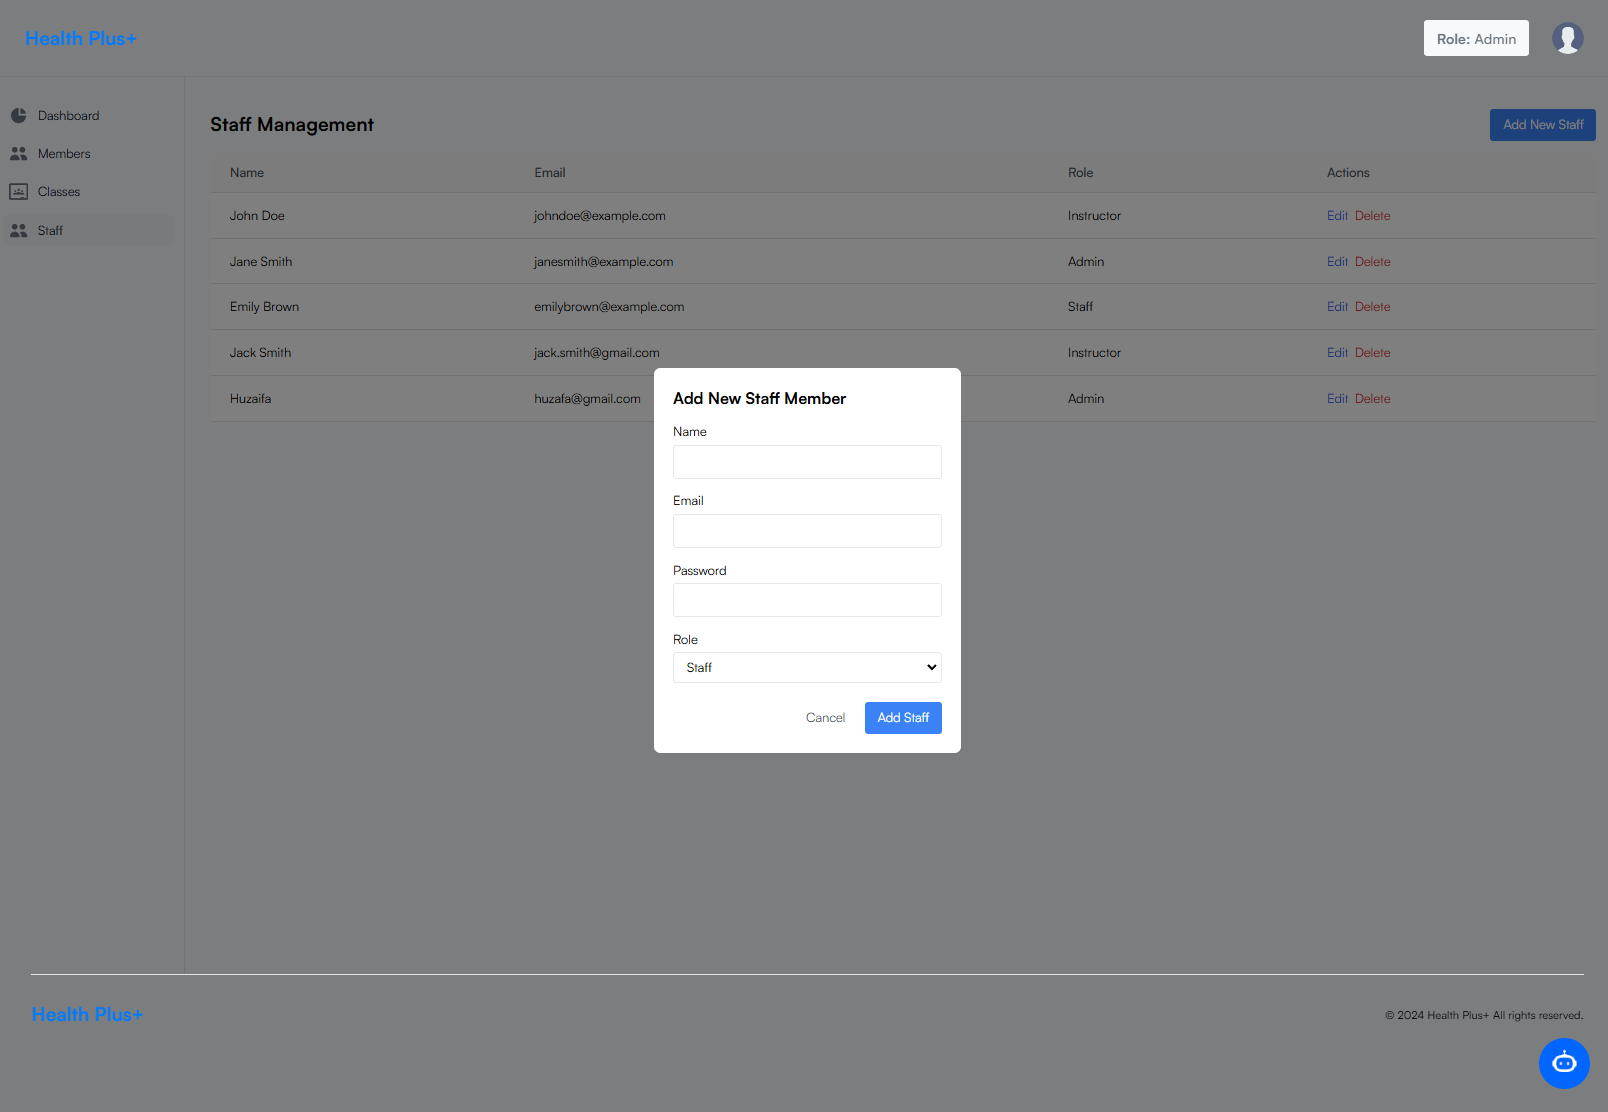 Health Plus+
Role: Admin
Dashboard
Members
Classes
Staff
Staff Management
Add New Staff
Name Email Role Actions
John Doe johndoe@example.com Instructor Edit Delete
Jane Smith janesmith@example.com Admin Edit Delete
Emily Brown emilybrown@example.com Staff Edit Delete
Jack Smith jack.smith@gmail.com Instructor Edit Delete
Huzaifa huzafa@gmail.com Admin Edit Delete
Add New Staff Member
Name
Email
Password
Role
Staff
Cancel Add Staff
Health Plus+
© 2024 Health Plus+ All rights reserved.